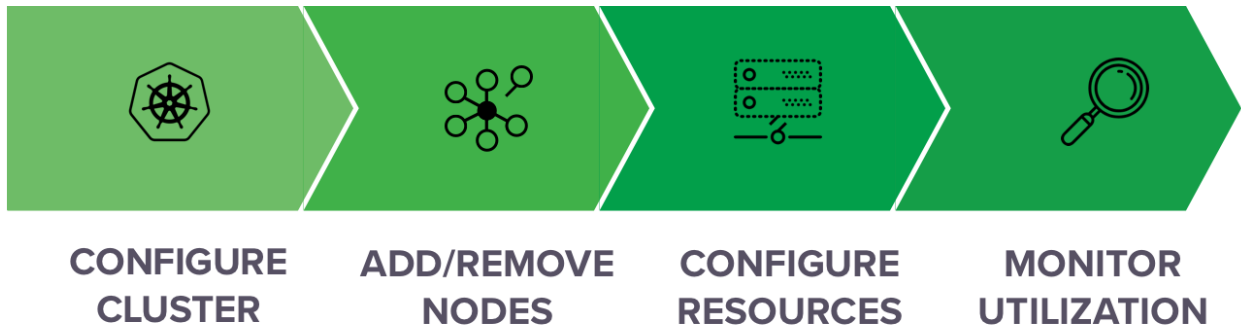 CONFIGURE
CLUSTER
ADD/REMOVE
NODES
CONFIGURE
RESOURCES
MONITOR
UTILIZATION